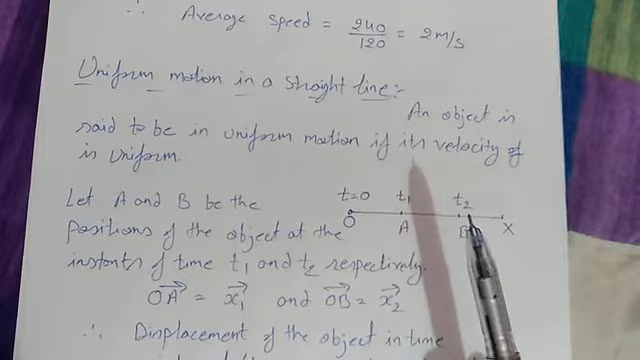 ∴ Average speed = 240/120 = 2 m/s
Uniform motion in a straight line:-
An object is
said to be in uniform motion if its velocity of
is uniform.
Let A and B be the
positions of the object at the
instants of time t₁ and t₂ respectively.
t=0 t₁ t₂
O A B X
OA⃗ = x⃗₁ and OB⃗ = x⃗₂
∴ Displacement of the object in time